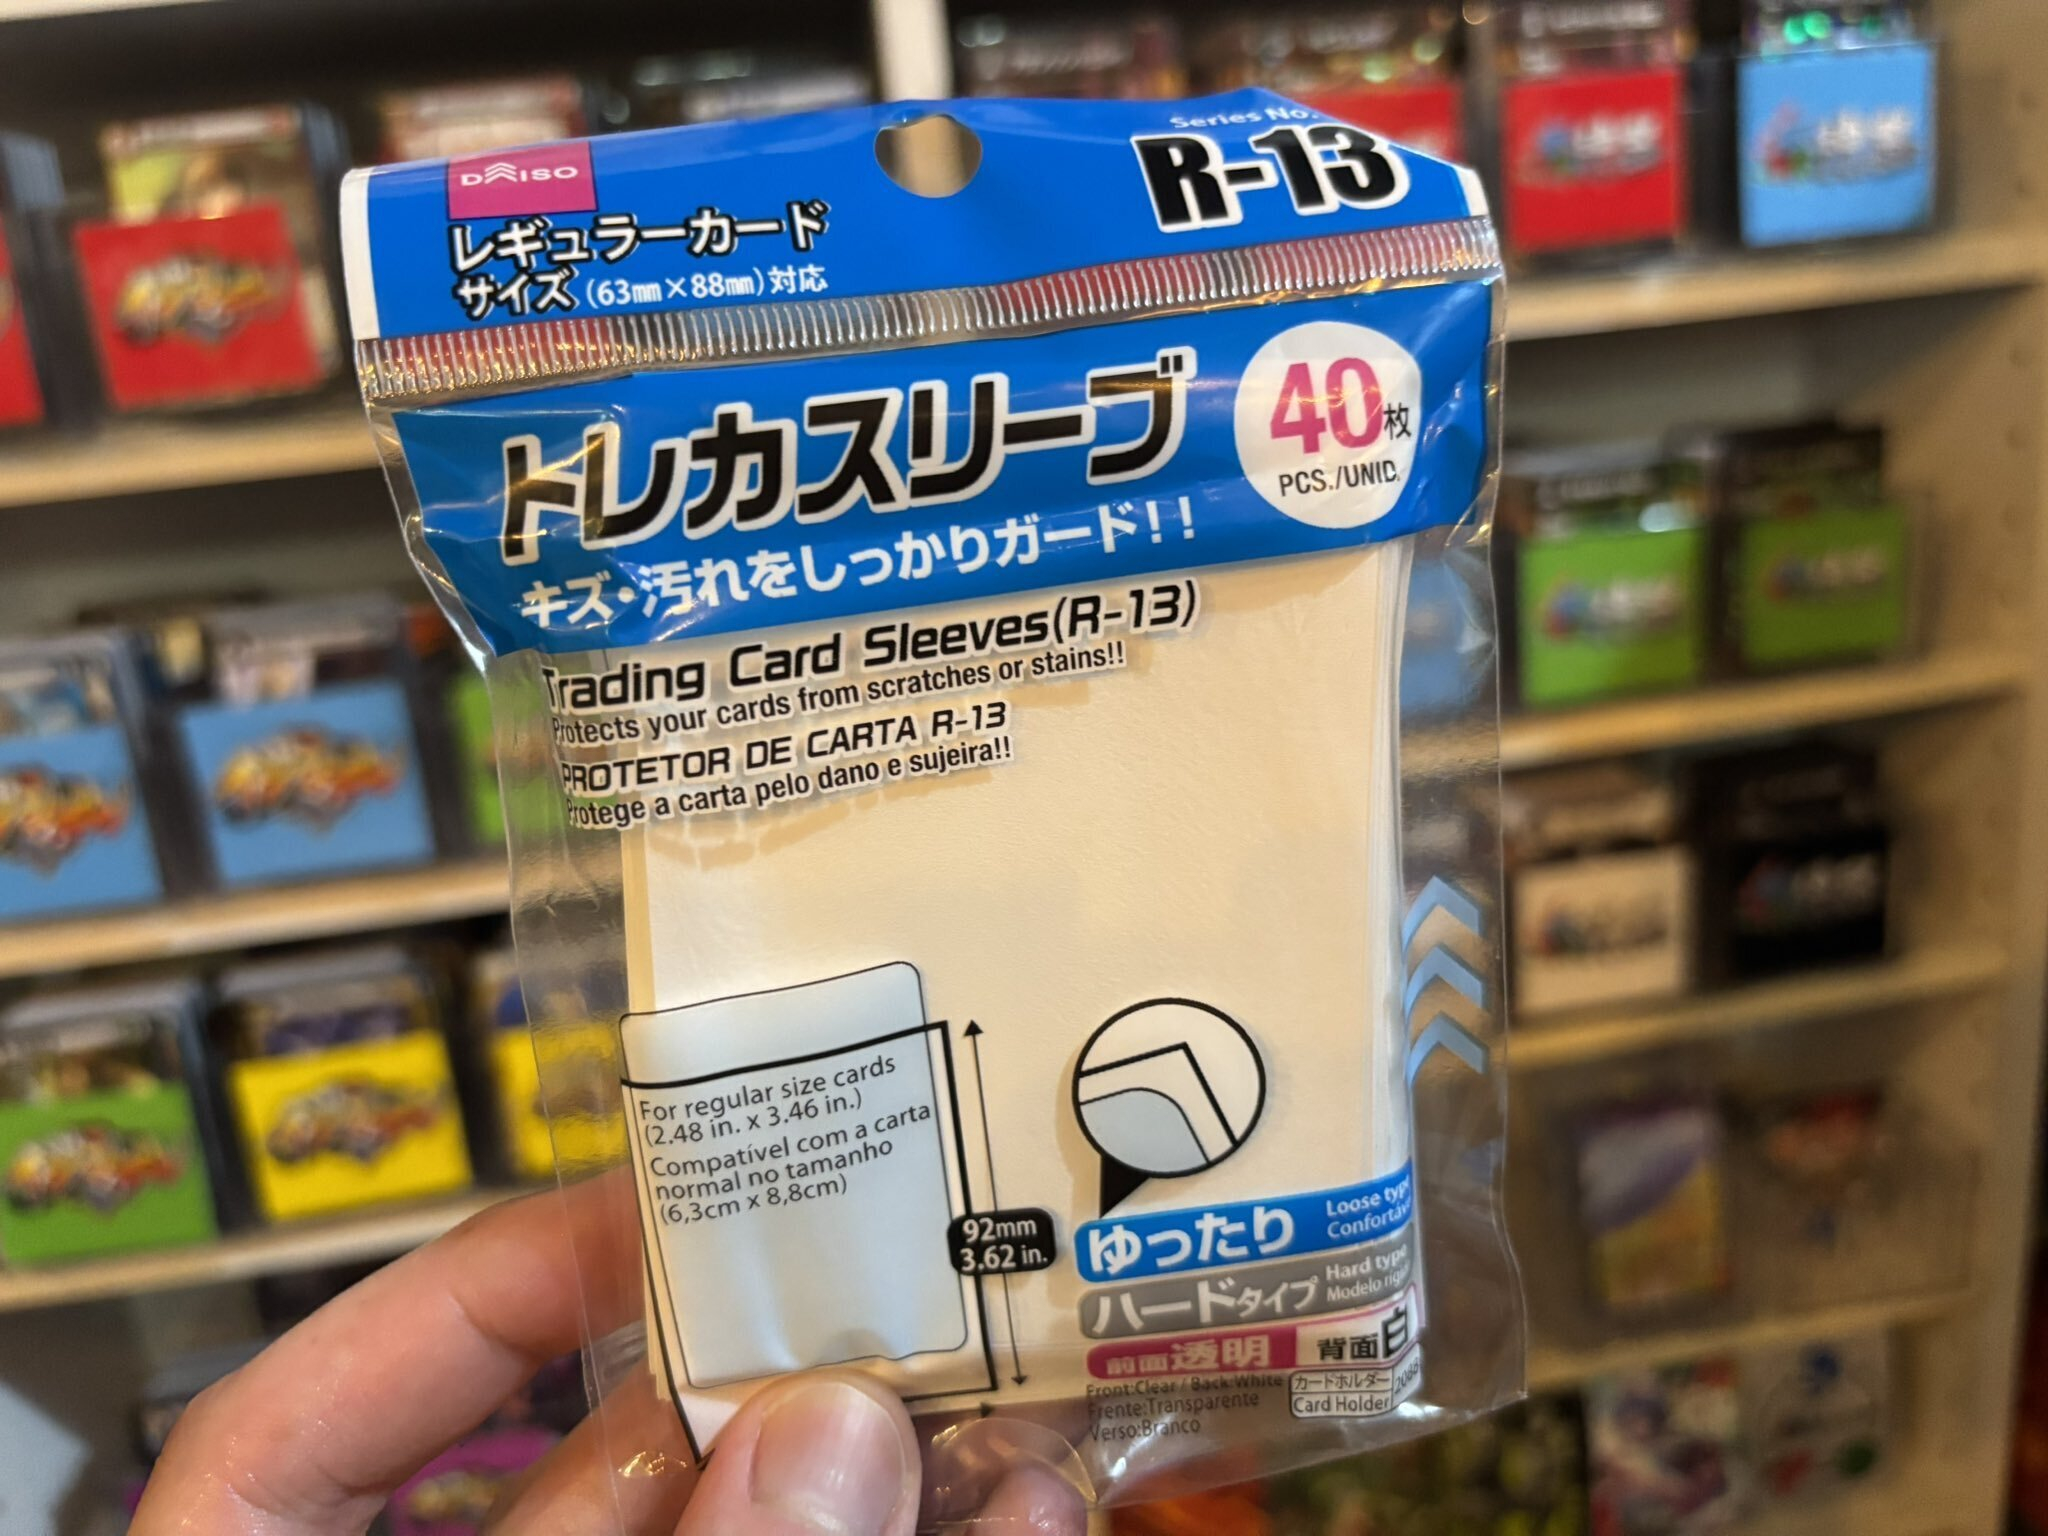 DAISO
Series No.
R-13
レギュラーカード
サイズ(63mm×88mm)対応
トレカスリーブ
40枚
PCS./UNID.
キズ・汚れをしっかりガード!!
Trading Card Sleeves(R-13)
Protects your cards from scratches or stains!!
PROTETOR DE CARTA R-13
Protege a carta pelo dano e sujeira!!
For regular size cards
(2.48 in. x 3.46 in.)
Compatível com a carta
normal no tamanho
(6,3cm x 8,8cm)
92mm
3.62 in.
ゆったり
Loose type
ハードタイプ
Hard type
Modelo
前面透明
背面白
Front:Clear / Back:White
Frente:Transparente
Verso:Branco
カードホルダー
Card Holder